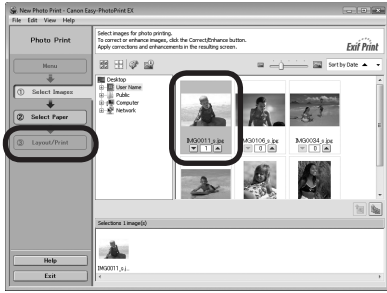 New Photo Print - Canon Easy-PhotoPrint EX
File Edit View Help
Photo Print
Select images for photo printing.
To correct or enhance images, click the Correct/Enhance button.
Apply corrections and enhancements in the resulting screen.
Exif Print
Menu
Sort by Date
① Select Images
② Select Paper
③ Layout/Print
Desktop
User Name
Public
Computer
Network
IMG0011_s.jpg
IMG0106_s.jpg
IMG0034_s.jpg
1
0
0
Selections 1 image(s)
IMG0011_s.j...
Help
Exit